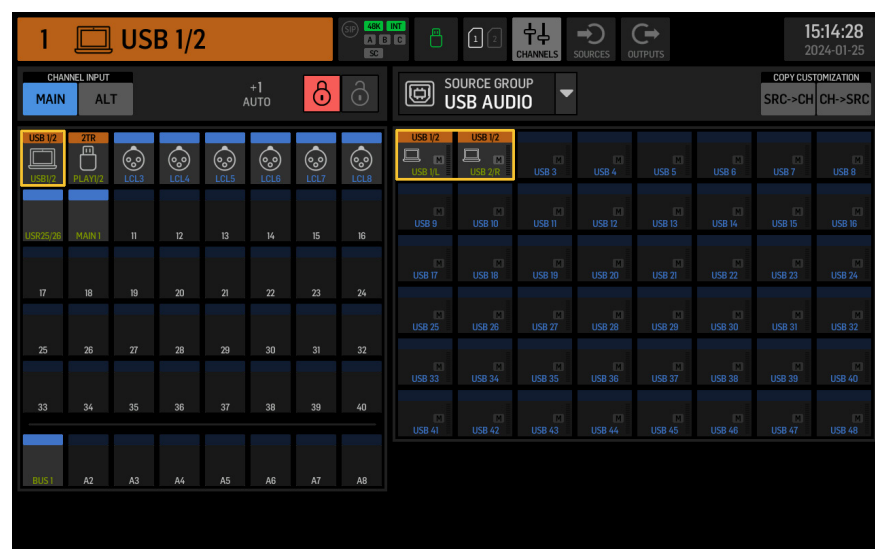 1 USB 1/2
SIP 48K INT
A B C
SC
1 2
CHANNELS SOURCES OUTPUTS
15:14:28
2024-01-25
CHANNEL INPUT
MAIN ALT
+1
AUTO
SOURCE GROUP
USB AUDIO
COPY CUSTOMIZATION
SRC->CH CH->SRC
USB 1/2 2TR
USB1/2 PLAY1/2 LCL3 LCL4 LCL5 LCL6 LCL7 LCL8
USR25/26 MAIN 1 11 12 13 14 15 16
17 18 19 20 21 22 23 24
25 26 27 28 29 30 31 32
33 34 35 36 37 38 39 40
BUS 1 A2 A3 A4 A5 A6 A7 A8
USB 1/2 USB 1/2
M M M M M M M M
USB 1/L USB 2/R USB 3 USB 4 USB 5 USB 6 USB 7 USB 8
M M M M M M M M
USB 9 USB 10 USB 11 USB 12 USB 13 USB 14 USB 15 USB 16
M M M M M M M M
USB 17 USB 18 USB 19 USB 20 USB 21 USB 22 USB 23 USB 24
M M M M M M M M
USB 25 USB 26 USB 27 USB 28 USB 29 USB 30 USB 31 USB 32
M M M M M M M M
USB 33 USB 34 USB 35 USB 36 USB 37 USB 38 USB 39 USB 40
M M M M M M M M
USB 41 USB 42 USB 43 USB 44 USB 45 USB 46 USB 47 USB 48